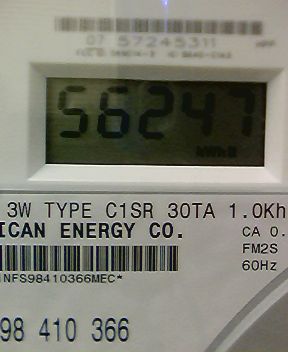 07 57245311
56247
kWh
3W TYPE C1SR 30TA 1.0Kh
ICAN ENERGY CO.
CA 0.
FM2S
60Hz
INFS98410366MEC*
98 410 366